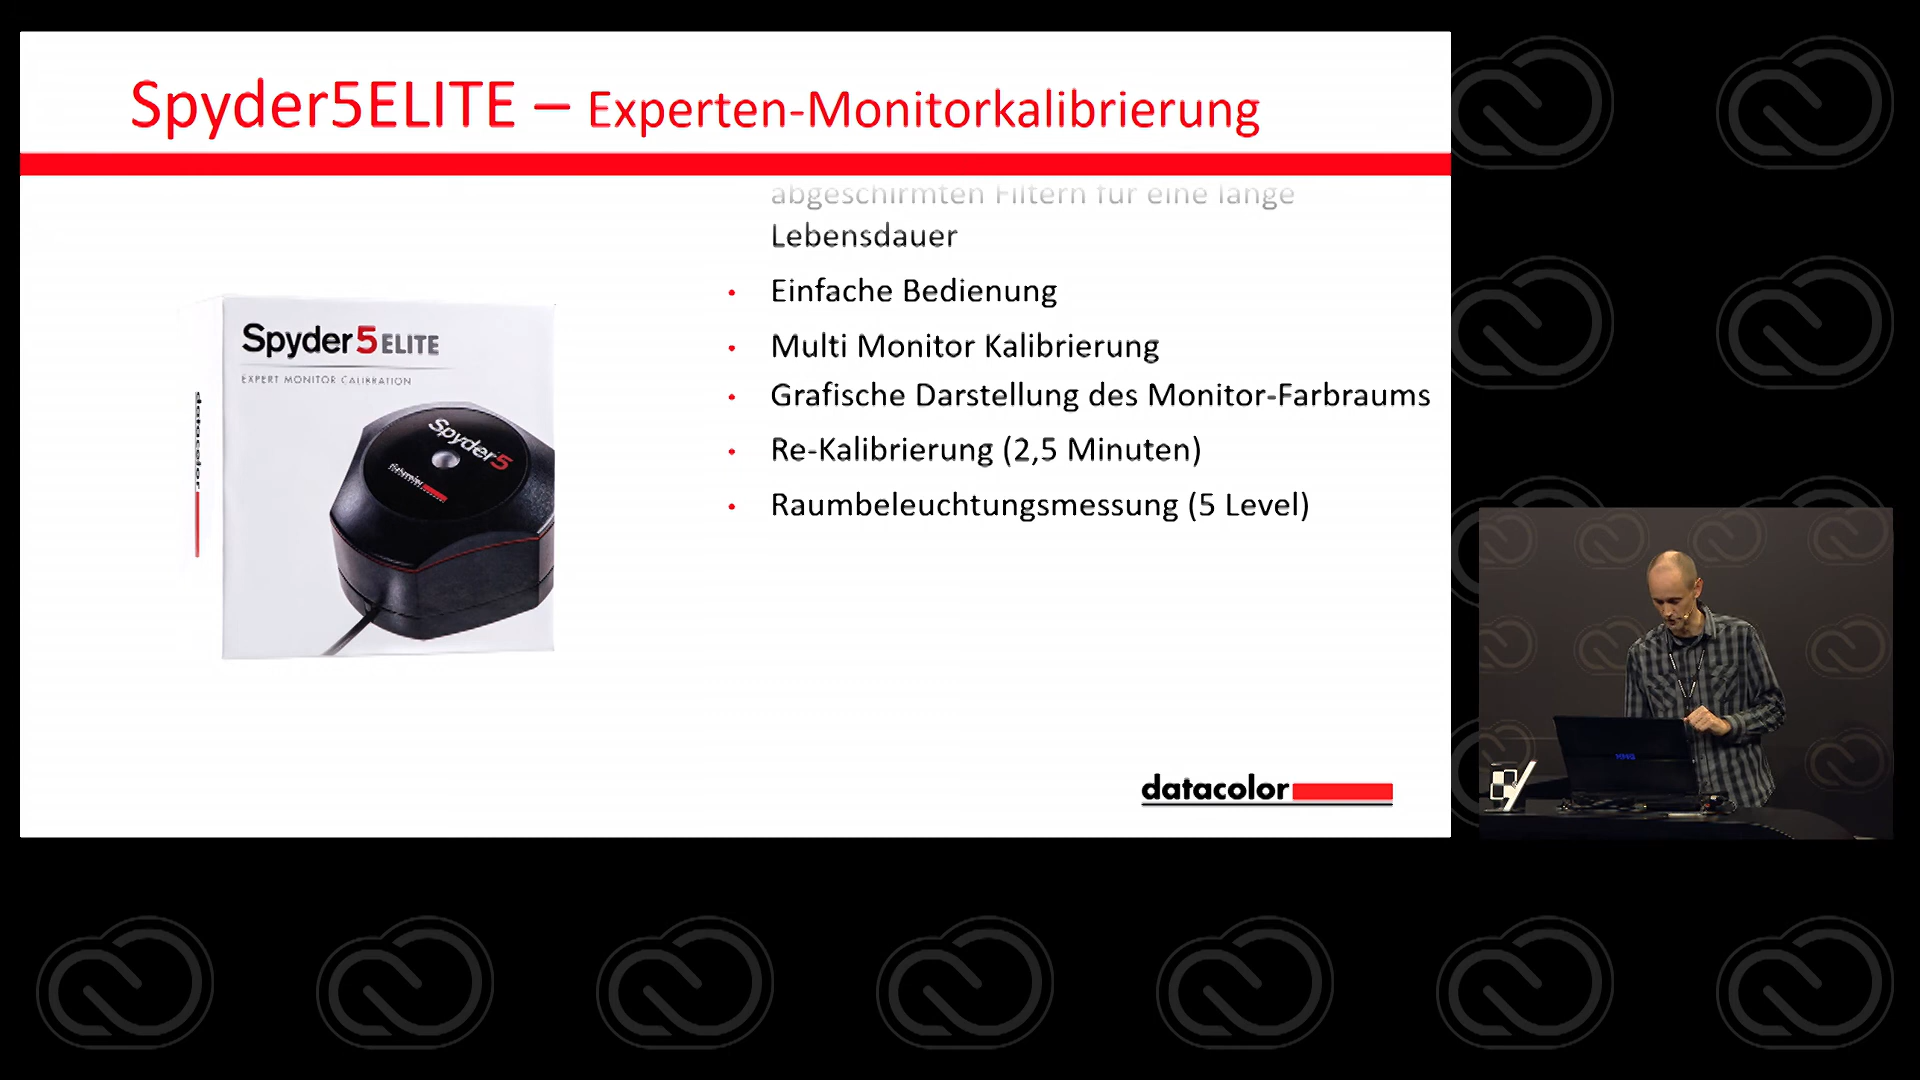 Spyder5ELITE – Experten-Monitorkalibrierung
abgeschirmten Filtern für eine lange
Lebensdauer
• Einfache Bedienung
• Multi Monitor Kalibrierung
• Grafische Darstellung des Monitor-Farbraums
• Re-Kalibrierung (2,5 Minuten)
• Raumbeleuchtungsmessung (5 Level)
Spyder5ELITE
EXPERT MONITOR CALIBRATION
datacolor
Spyder5
datacolor